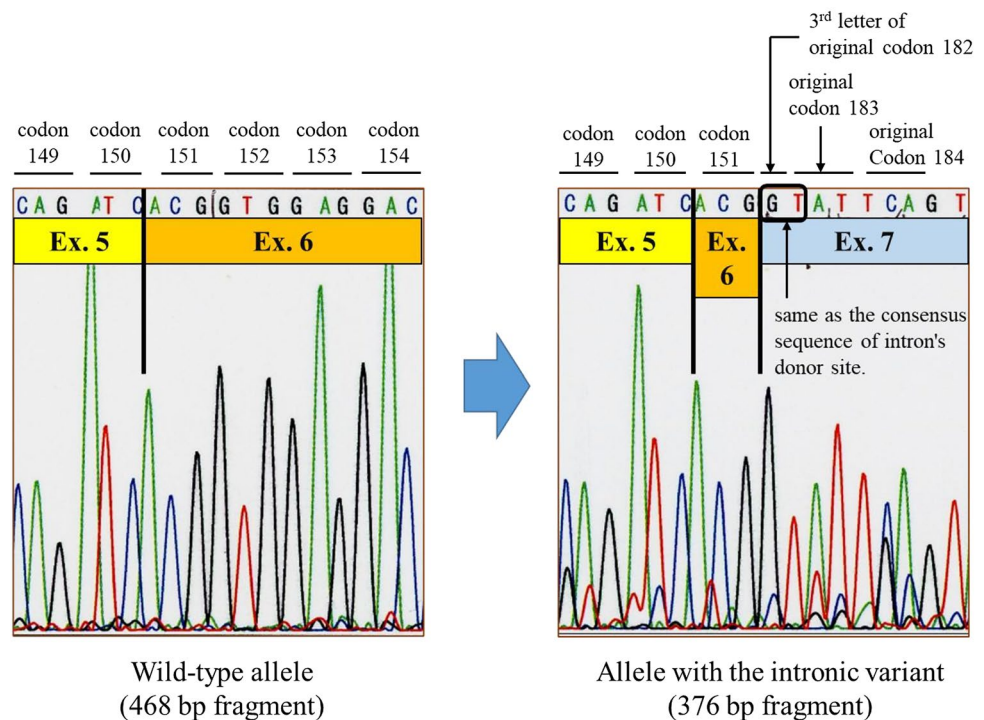 3rd letter of
original codon 182
original
codon 183
original
Codon 184
codon codon codon codon codon codon
149 150 151 152 153 154
codon codon codon
149 150 151
C A G A T C A C G G T G G A G G A C
C A G A T C A C G G T A T T C A G T
Ex. 5 Ex. 6
Ex. 5 Ex. 6 Ex. 7
same as the consensus
sequence of intron's
donor site.
Wild-type allele
(468 bp fragment)
Allele with the intronic variant
(376 bp fragment)